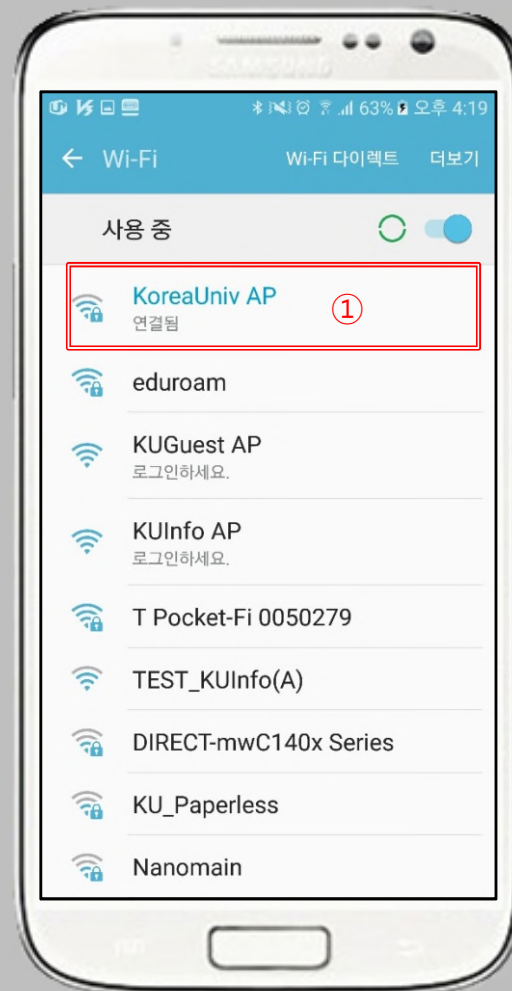 SAMSUNG
63% 오후 4:19
Wi-Fi Wi-Fi 다이렉트 더보기
사용 중
KoreaUniv AP ①
연결됨
eduroam
KUGuest AP
로그인하세요.
KUInfo AP
로그인하세요.
T Pocket-Fi 0050279
TEST_KUInfo(A)
DIRECT-mwC140x Series
KU_Paperless
Nanomain